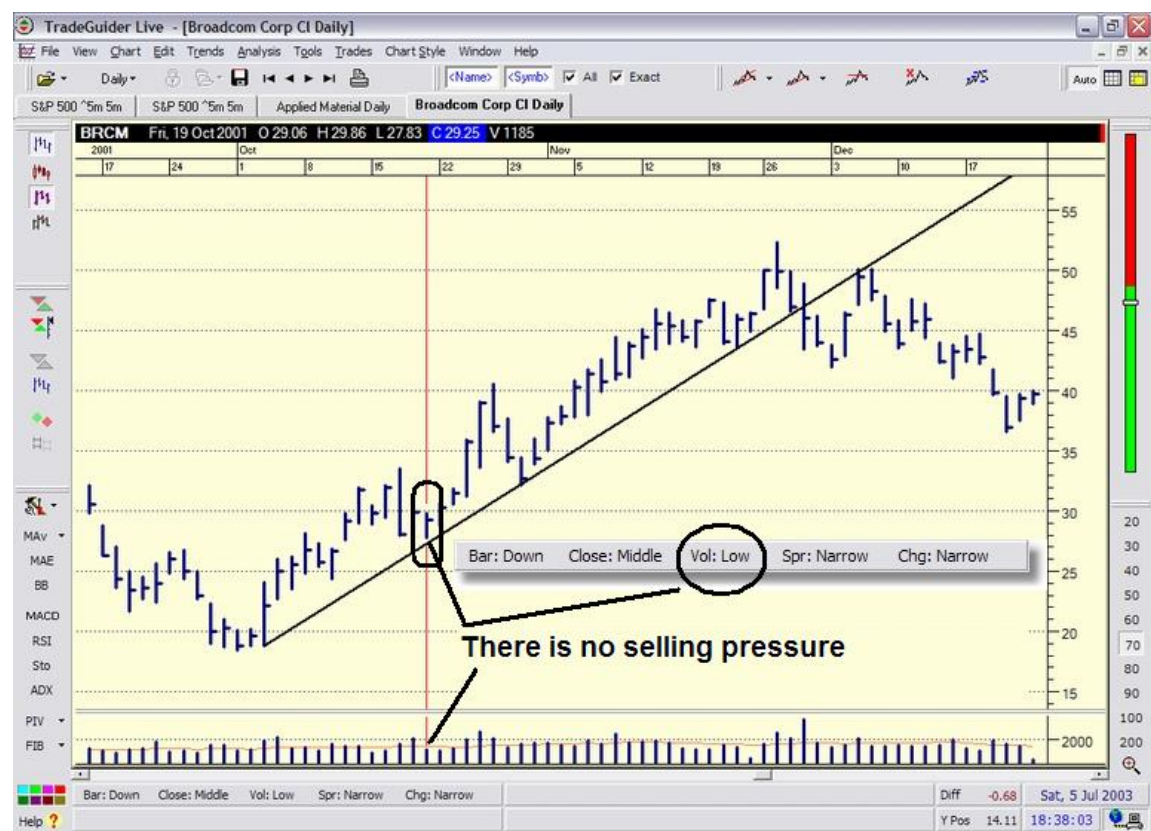 TradeGuider Live - [Broadcom Corp Cl Daily]
File View Chart Edit Trends Analysis Tools Trades Chart Style Window Help
Daily <Name> <Symb> All Exact Auto
S&P 500 ^5m 5m S&P 500 ^5m 5m Applied Material Daily Broadcom Corp Cl Daily
BRCM Fri, 19 Oct 2001 O 29.06 H 29.86 L 27.83 C 29.25 V 1185
2001 Oct Nov Dec
17 24 1 8 15 22 29 5 12 19 26 3 10 17
55
50
45
40
35
30
25
20
15
2000
Bar: Down Close: Middle Vol: Low Spr: Narrow Chg: Narrow
There is no selling pressure
MAv
MAE
BB
MACD
RSI
Sto
ADX
PIV
FIB
20
30
40
50
60
70
80
90
100
200
Bar: Down Close: Middle Vol: Low Spr: Narrow Chg: Narrow Diff -0.68 Sat, 5 Jul 2003
Help ? Y Pos 14.11 18:38:03